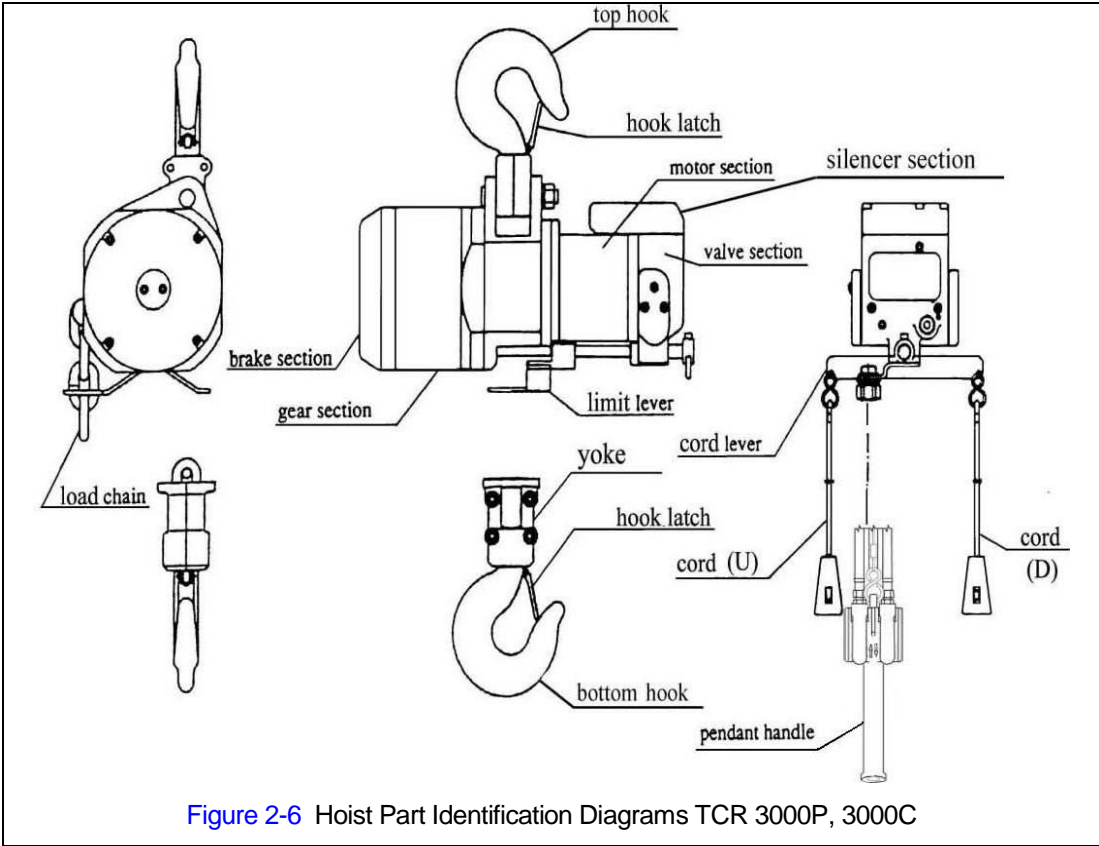 top hook
hook latch
silencer section
motor section
valve section
brake section
gear section
limit lever
cord lever
load chain
yoke
hook latch
cord (U)
cord
(D)
bottom hook
pendant handle
Figure 2-6 Hoist Part Identification Diagrams TCR 3000P, 3000C